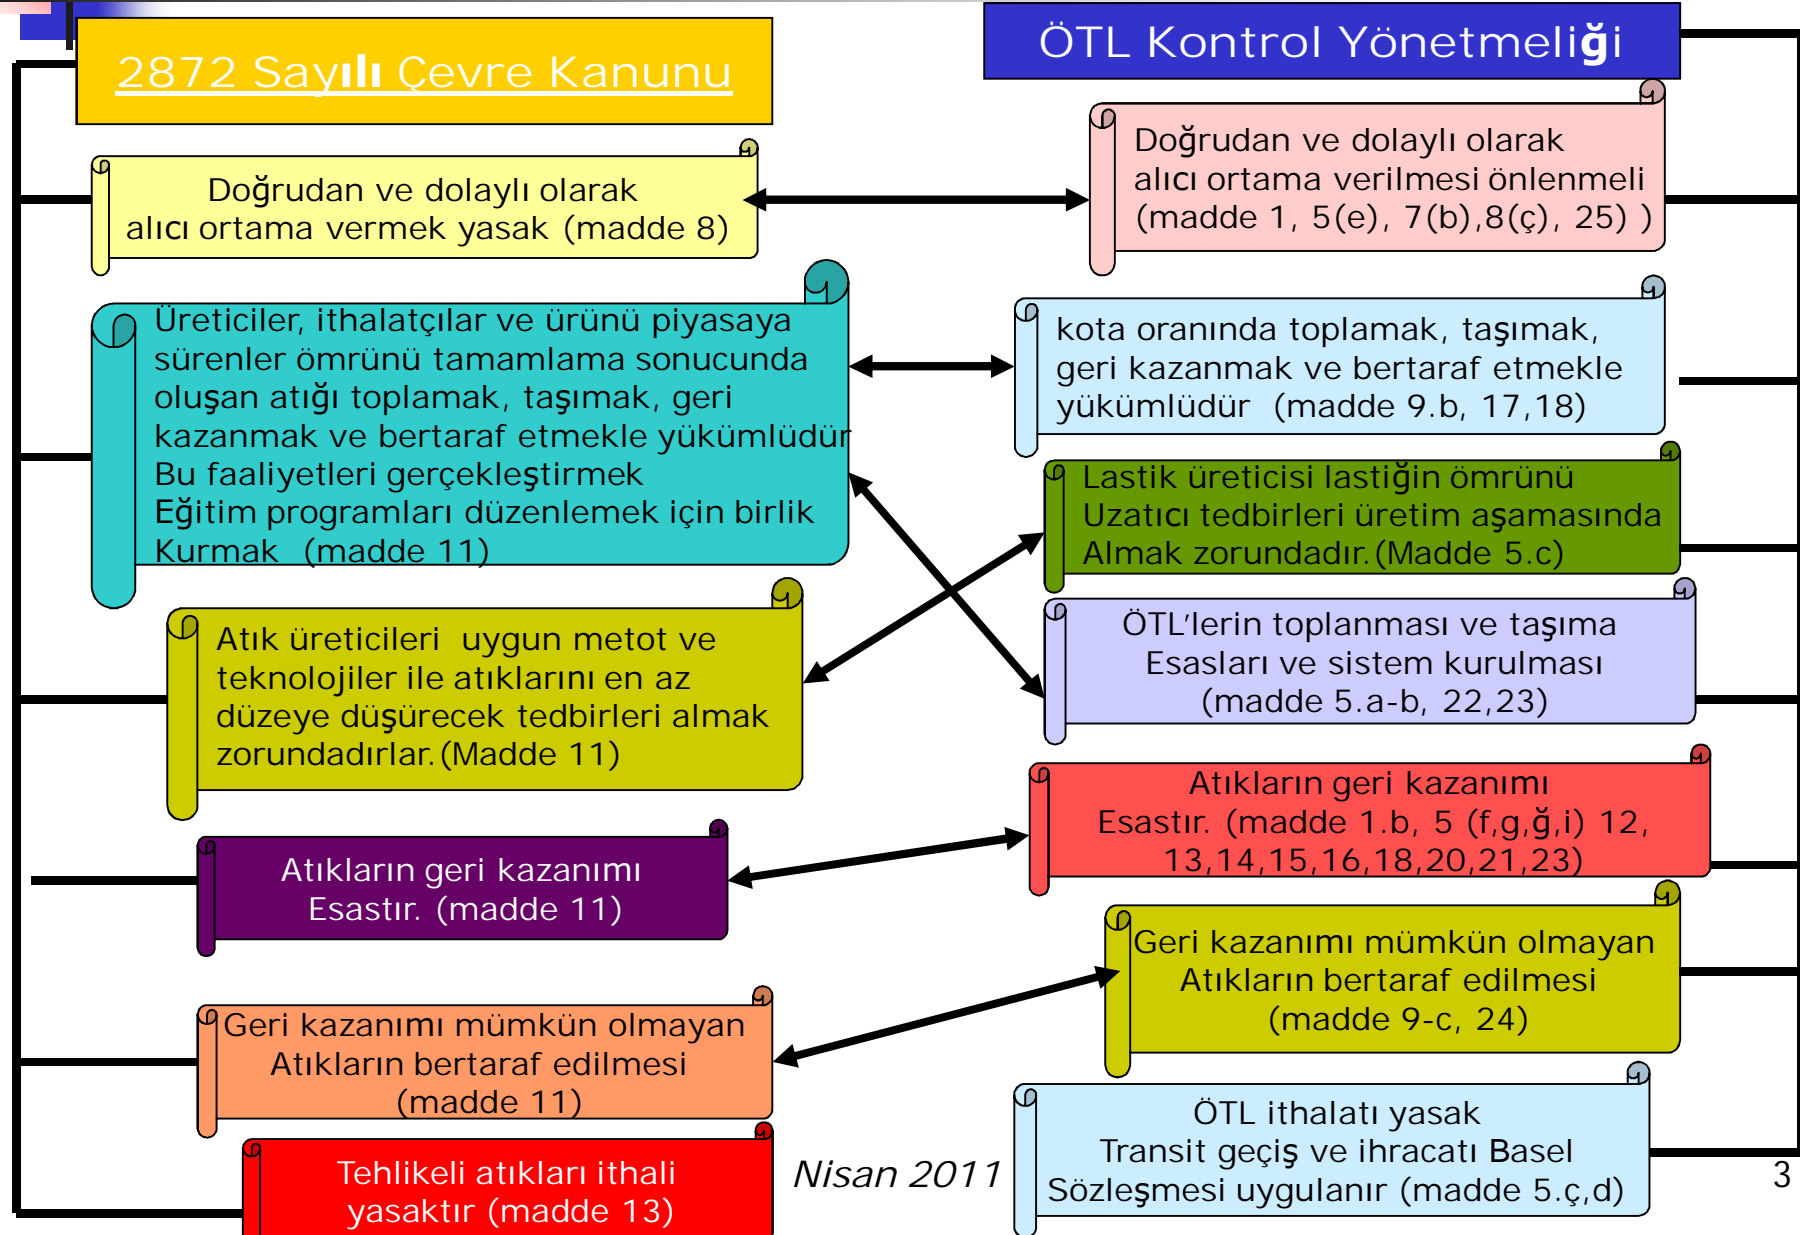 2872 Sayılı Çevre Kanunu
Doğrudan ve dolaylı olarak
alıcı ortama vermek yasak (madde 8)
Üreticiler, ithalatçılar ve ürünü piyasaya
sürenler ömrünü tamamlama sonucunda
oluşan atığı toplamak, taşımak, geri
kazanmak ve bertaraf etmekle yükümlüdür
Bu faaliyetleri gerçekleştirmek
Eğitim programları düzenlemek için birlik
Kurmak (madde 11)
Atık üreticileri uygun metot ve
teknolojiler ile atıklarını en az
düzeye düşürecek tedbirleri almak
zorundadırlar.(Madde 11)
Atıkların geri kazanımı
Esastır. (madde 11)
Geri kazanımı mümkün olmayan
Atıkların bertaraf edilmesi
(madde 11)
Tehlikeli atıkları ithali
yasaktır (madde 13)
ÖTL Kontrol Yönetmeliği
Doğrudan ve dolaylı olarak
alıcı ortama verilmesi önlenmeli
(madde 1, 5(e), 7(b),8(ç), 25) )
kota oranında toplamak, taşımak,
geri kazanmak ve bertaraf etmekle
yükümlüdür (madde 9.b, 17,18)
Lastik üreticisi lastiğin ömrünü
Uzatıcı tedbirleri üretim aşamasında
Almak zorundadır.(Madde 5.c)
ÖTL'lerin toplanması ve taşıma
Esasları ve sistem kurulması
(madde 5.a-b, 22,23)
Atıkların geri kazanımı
Esastır. (madde 1.b, 5 (f,g,ğ,i) 12,
13,14,15,16,18,20,21,23)
Geri kazanımı mümkün olmayan
Atıkların bertaraf edilmesi
(madde 9-c, 24)
ÖTL ithalatı yasak
Transit geçiş ve ihracatı Basel
Sözleşmesi uygulanır (madde 5.ç,d)
Nisan 2011
3